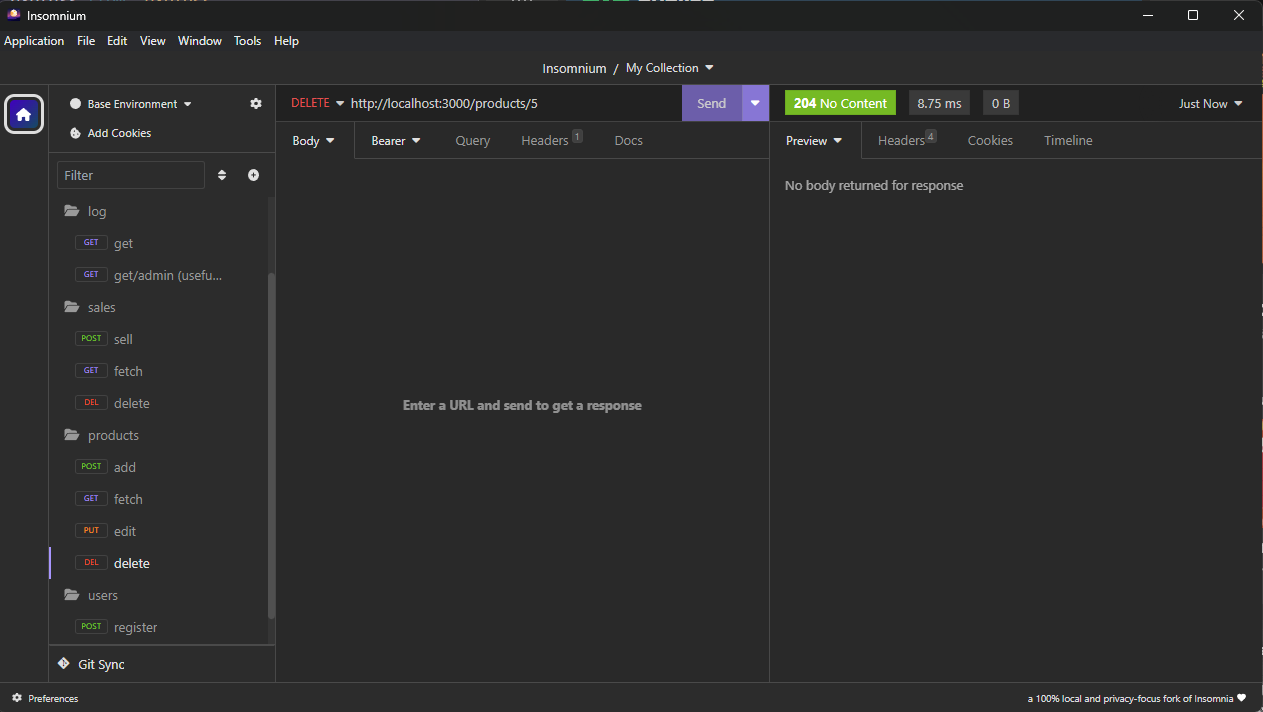 Insomnium
Application File Edit View Window Tools Help
Insomnium / My Collection
Base Environment
Add Cookies
Filter
log
GET get
GET get/admin (usefu...
sales
POST sell
GET fetch
DEL delete
products
POST add
GET fetch
PUT edit
DEL delete
users
POST register
Git Sync
DELETE http://localhost:3000/products/5 Send
Body Bearer Query Headers 1 Docs
Enter a URL and send to get a response
204 No Content 8.75 ms 0 B Just Now
Preview Headers 4 Cookies Timeline
No body returned for response
Preferences
a 100% local and privacy-focus fork of Insomnia